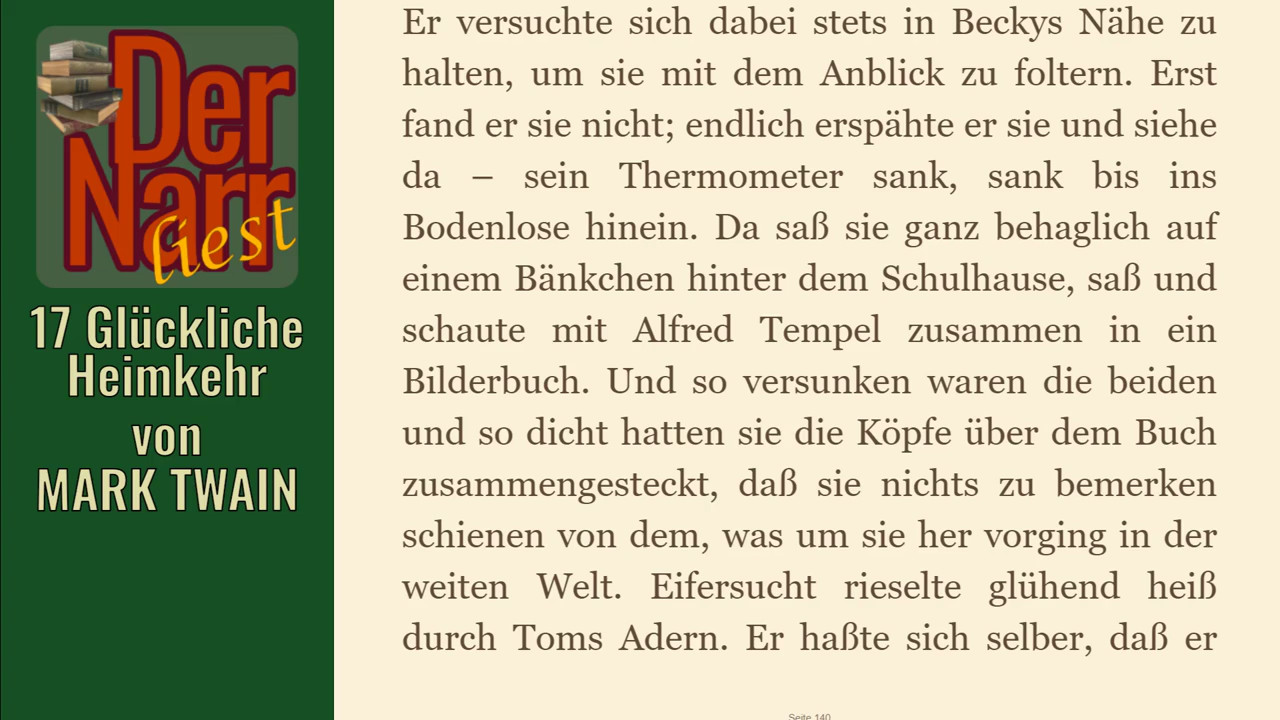 Der
Narr
liest
17 Glückliche
Heimkehr
von
MARK TWAIN
Er versuchte sich dabei stets in Beckys Nähe zu
halten, um sie mit dem Anblick zu foltern. Erst
fand er sie nicht; endlich erspähte er sie und siehe
da – sein Thermometer sank, sank bis ins
Bodenlose hinein. Da saß sie ganz behaglich auf
einem Bänkchen hinter dem Schulhause, saß und
schaute mit Alfred Tempel zusammen in ein
Bilderbuch. Und so versunken waren die beiden
und so dicht hatten sie die Köpfe über dem Buch
zusammengesteckt, daß sie nichts zu bemerken
schienen von dem, was um sie her vorging in der
weiten Welt. Eifersucht rieselte glühend heiß
durch Toms Adern. Er haßte sich selber, daß er
Seite 140